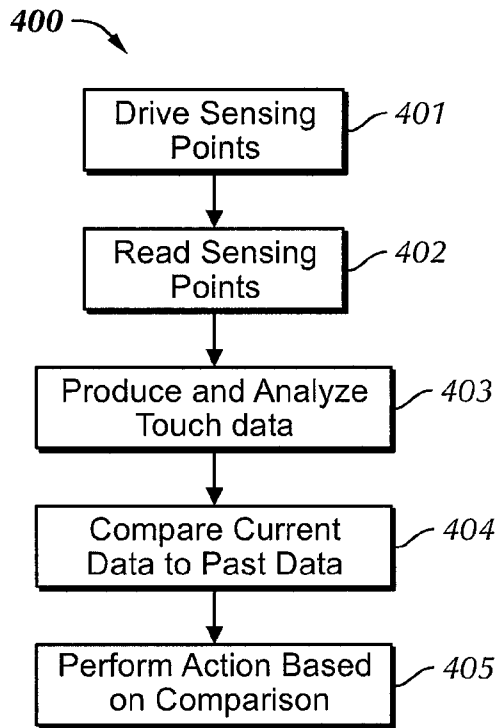 400
Drive Sensing
Points
401
Read Sensing
Points
402
Produce and Analyze
Touch data
403
Compare Current
Data to Past Data
404
Perform Action Based
on Comparison
405